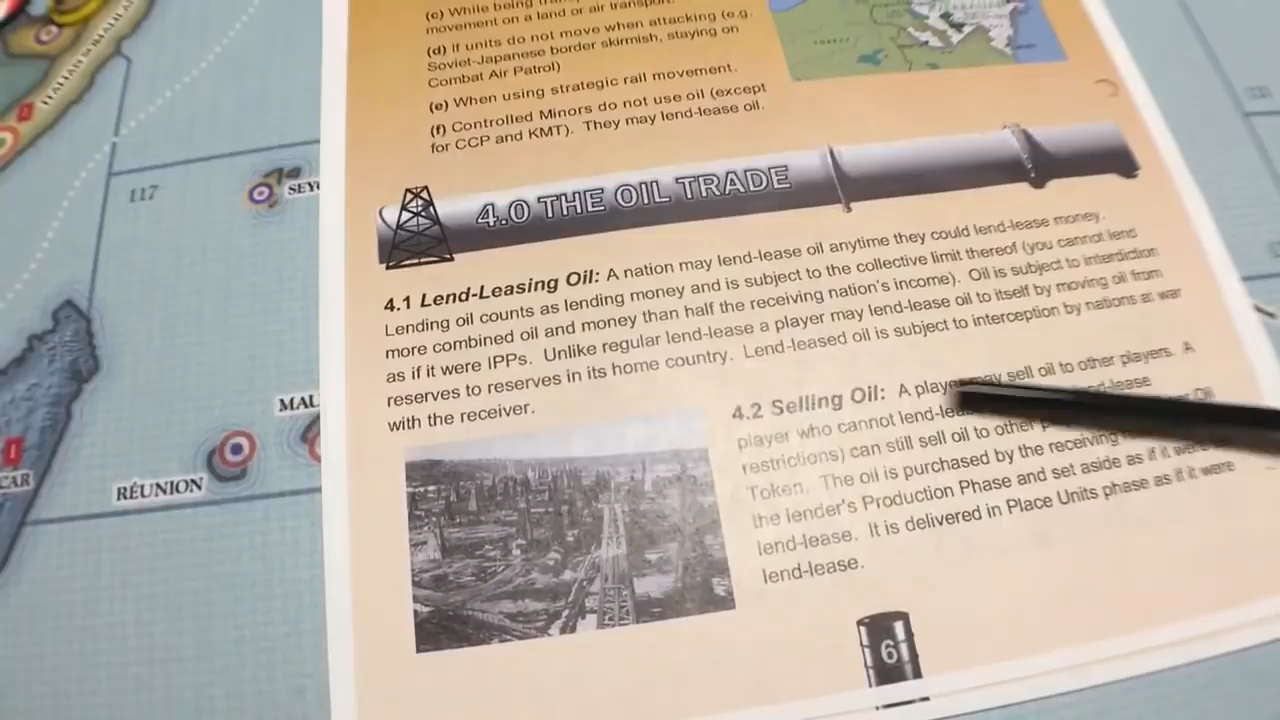 (c) While being
movement on a land or air transport.
(d) If units do not move when attacking (e.g.
Soviet-Japanese border skirmish, staying on
Combat Air Patrol)
(e) When using strategic rail movement.
(f) Controlled Minors do not use oil (except
for CCP and KMT). They may lend-lease oil.
4.0 THE OIL TRADE
4.1 Lend-Leasing Oil: A nation may lend-lease oil anytime they could lend-lease money.
Lending oil counts as lending money and is subject to the collective limit thereof (you cannot lend
more combined oil and money than half the receiving nation's income). Oil is subject to interdiction
as if it were IPPs. Unlike regular lend-lease a player may lend-lease oil to itself by moving oil from
reserves to reserves in its home country. Lend-leased oil is subject to interception by nations at war
with the receiver.
4.2 Selling Oil: A player may sell oil to other players. A
player who cannot lend-lease
restrictions) can still sell oil to other Oil
Token. The oil is purchased by the receiving
the lender's Production Phase and set aside as if it were
lend-lease. It is delivered in Place Units phase as if it were
lend-lease.
6
ITALIAN SOMALILAND
117
SEY
MAU
RÉUNION
CAR